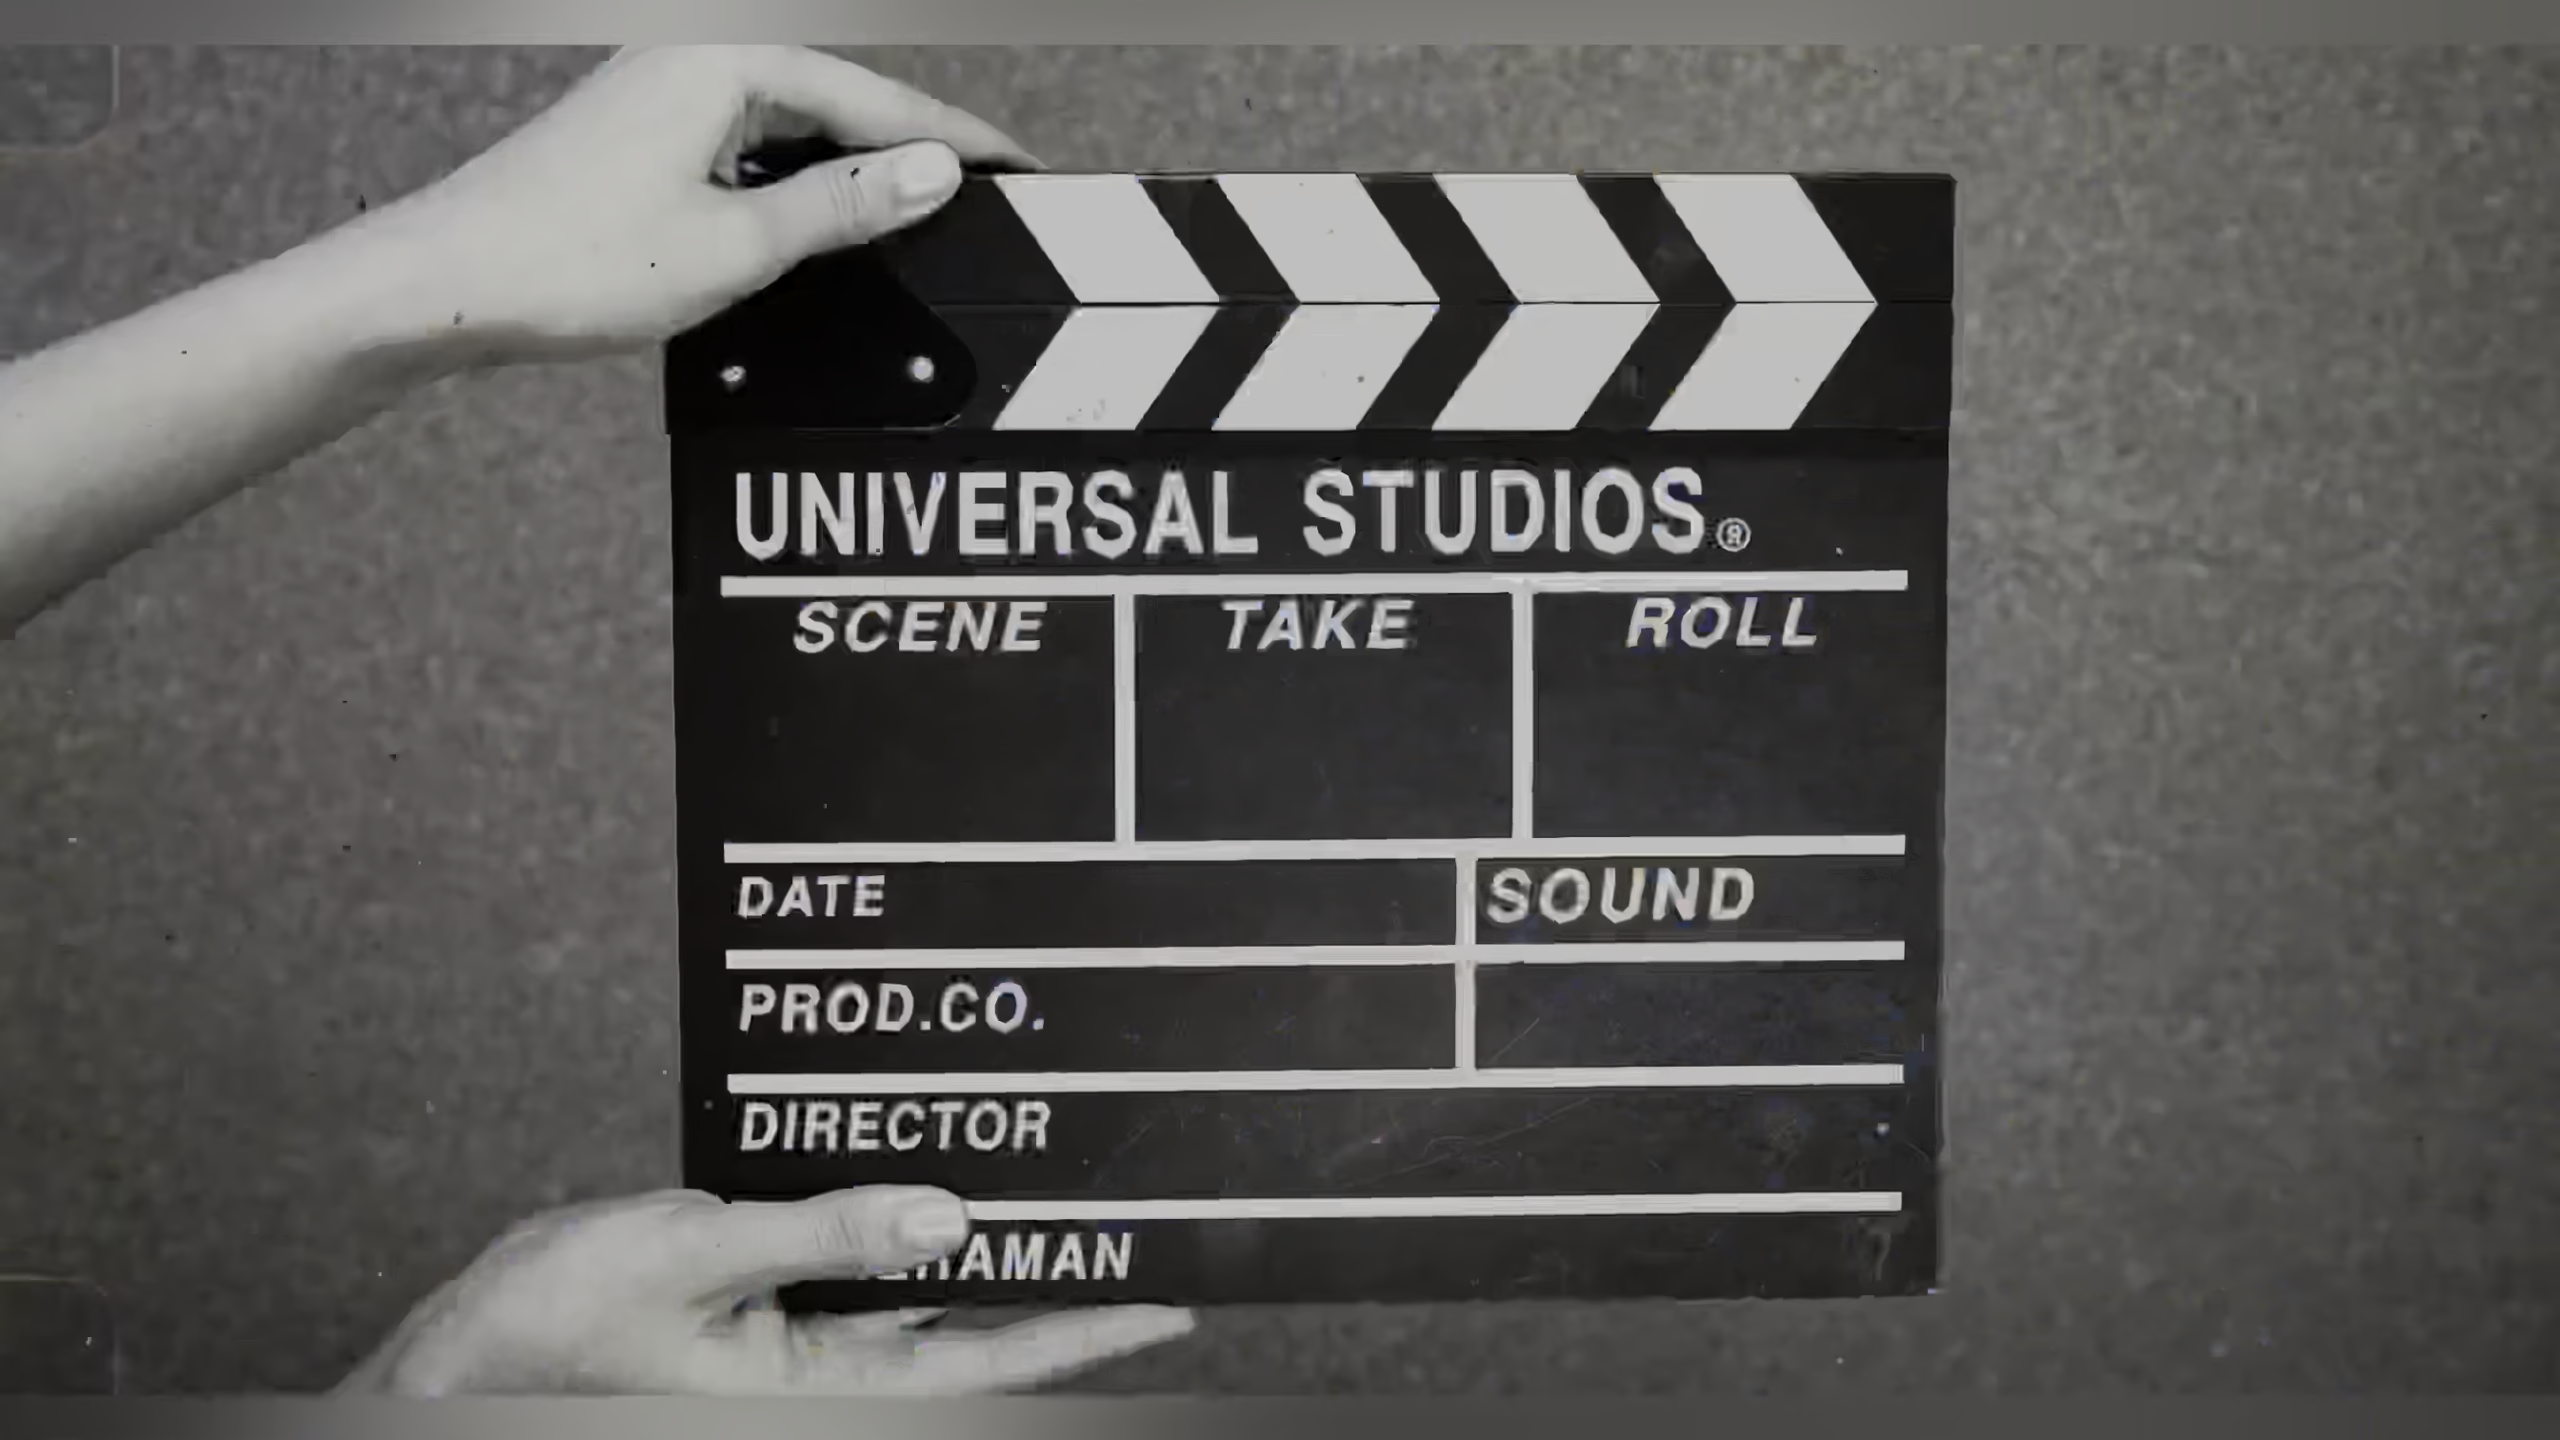 UNIVERSAL STUDIOS®
SCENE TAKE ROLL
DATE SOUND
PROD.CO.
DIRECTOR